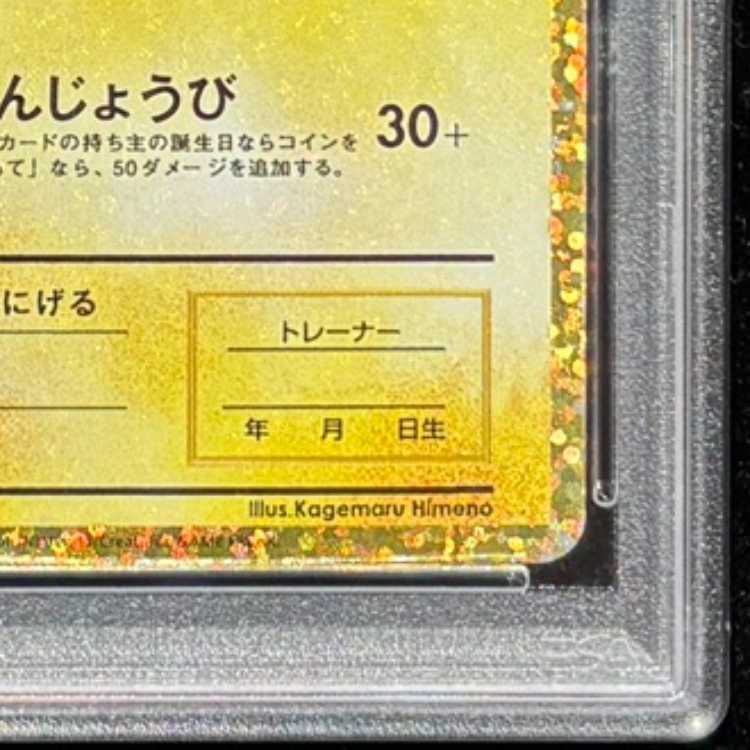 んじょうび
30+
カードの持ち主の誕生日ならコインを
て」なら、50ダメージを追加する。
にげる
トレーナー
年 月 日生
Illus.Kagemaru Himeno